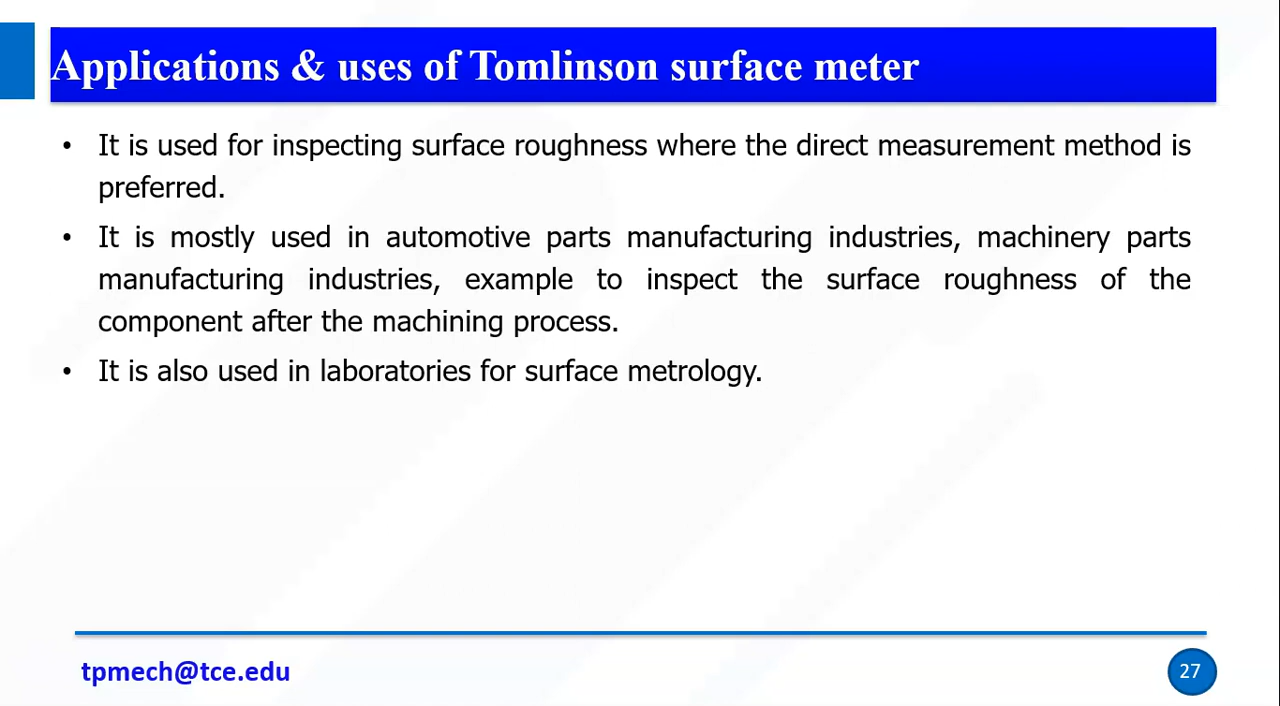 Applications & uses of Tomlinson surface meter
• It is used for inspecting surface roughness where the direct measurement method is
preferred.
• It is mostly used in automotive parts manufacturing industries, machinery parts
manufacturing industries, example to inspect the surface roughness of the
component after the machining process.
• It is also used in laboratories for surface metrology.
tpmech@tce.edu
27